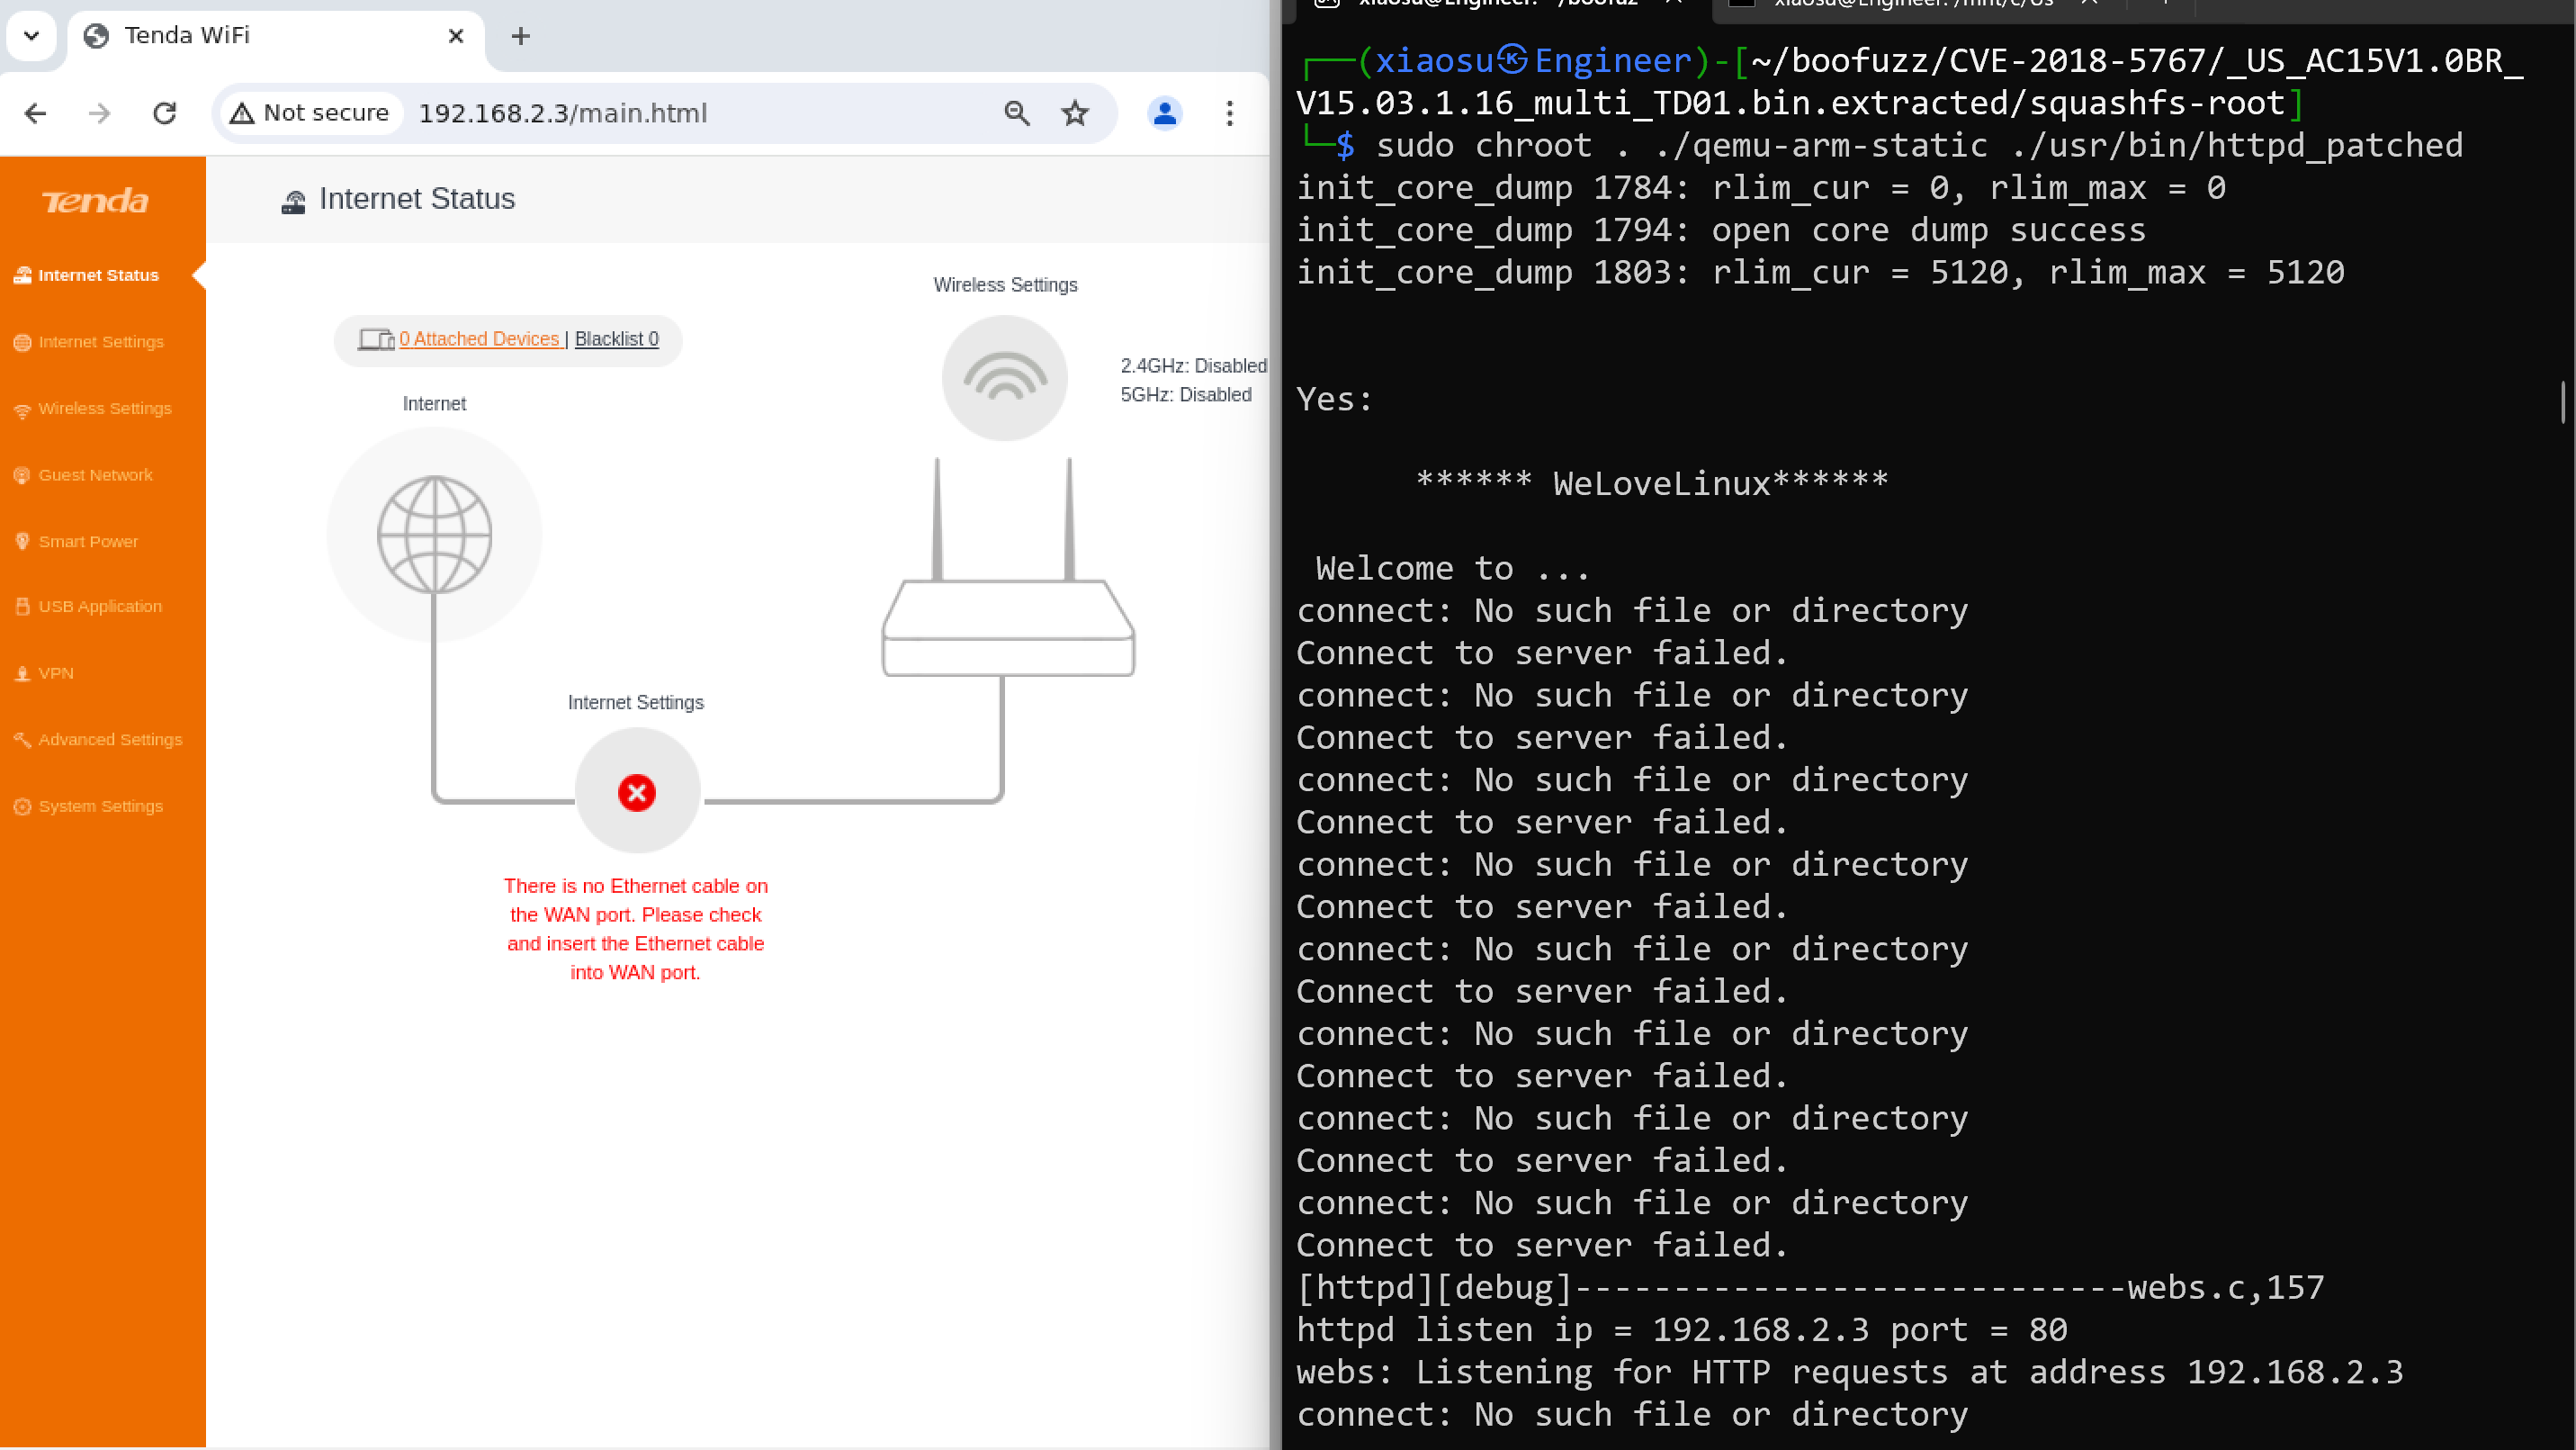 Tenda WiFi
Not secure
192.168.2.3/main.html
Tenda
Internet Status
Internet Settings
Wireless Settings
Guest Network
Smart Power
USB Application
VPN
Advanced Settings
System Settings
Internet Status
Wireless Settings
0 Attached Devices | Blacklist 0
2.4GHz: Disabled
5GHz: Disabled
Internet
Internet Settings
There is no Ethernet cable on
the WAN port. Please check
and insert the Ethernet cable
into WAN port.
┌──(xiaosu㉿Engineer)-[~/boofuzz/CVE-2018-5767/_US_AC15V1.0BR_
V15.03.1.16_multi_TD01.bin.extracted/squashfs-root]
└─$ sudo chroot . ./qemu-arm-static ./usr/bin/httpd_patched
init_core_dump 1784: rlim_cur = 0, rlim_max = 0
init_core_dump 1794: open core dump success
init_core_dump 1803: rlim_cur = 5120, rlim_max = 5120
Yes:
****** WeLoveLinux******
Welcome to ...
connect: No such file or directory
Connect to server failed.
connect: No such file or directory
Connect to server failed.
connect: No such file or directory
Connect to server failed.
connect: No such file or directory
Connect to server failed.
connect: No such file or directory
Connect to server failed.
connect: No such file or directory
Connect to server failed.
connect: No such file or directory
Connect to server failed.
connect: No such file or directory
Connect to server failed.
[httpd][debug]----------------------------webs.c,157
httpd listen ip = 192.168.2.3 port = 80
webs: Listening for HTTP requests at address 192.168.2.3
connect: No such file or directory